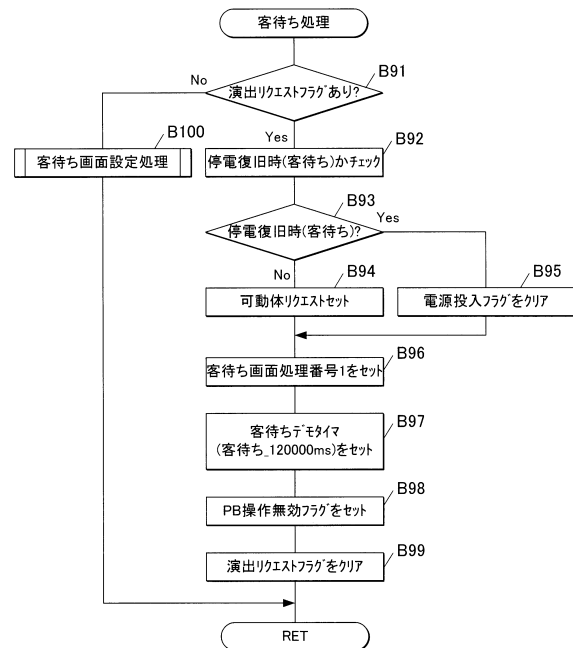 客待ち処理
B91
No
演出リクエストフラグあり?
B100
Yes
B92
客待ち画面設定処理
停電復旧時(客待ち)かチェック
B93
Yes
停電復旧時(客待ち)?
No
B94
B95
可動体リクエストセット
電源投入フラグをクリア
B96
客待ち画面処理番号1をセット
B97
客待ちデモタイマ
(客待ち_120000ms)をセット
B98
PB操作無効フラグをセット
B99
演出リクエストフラグをクリア
RET